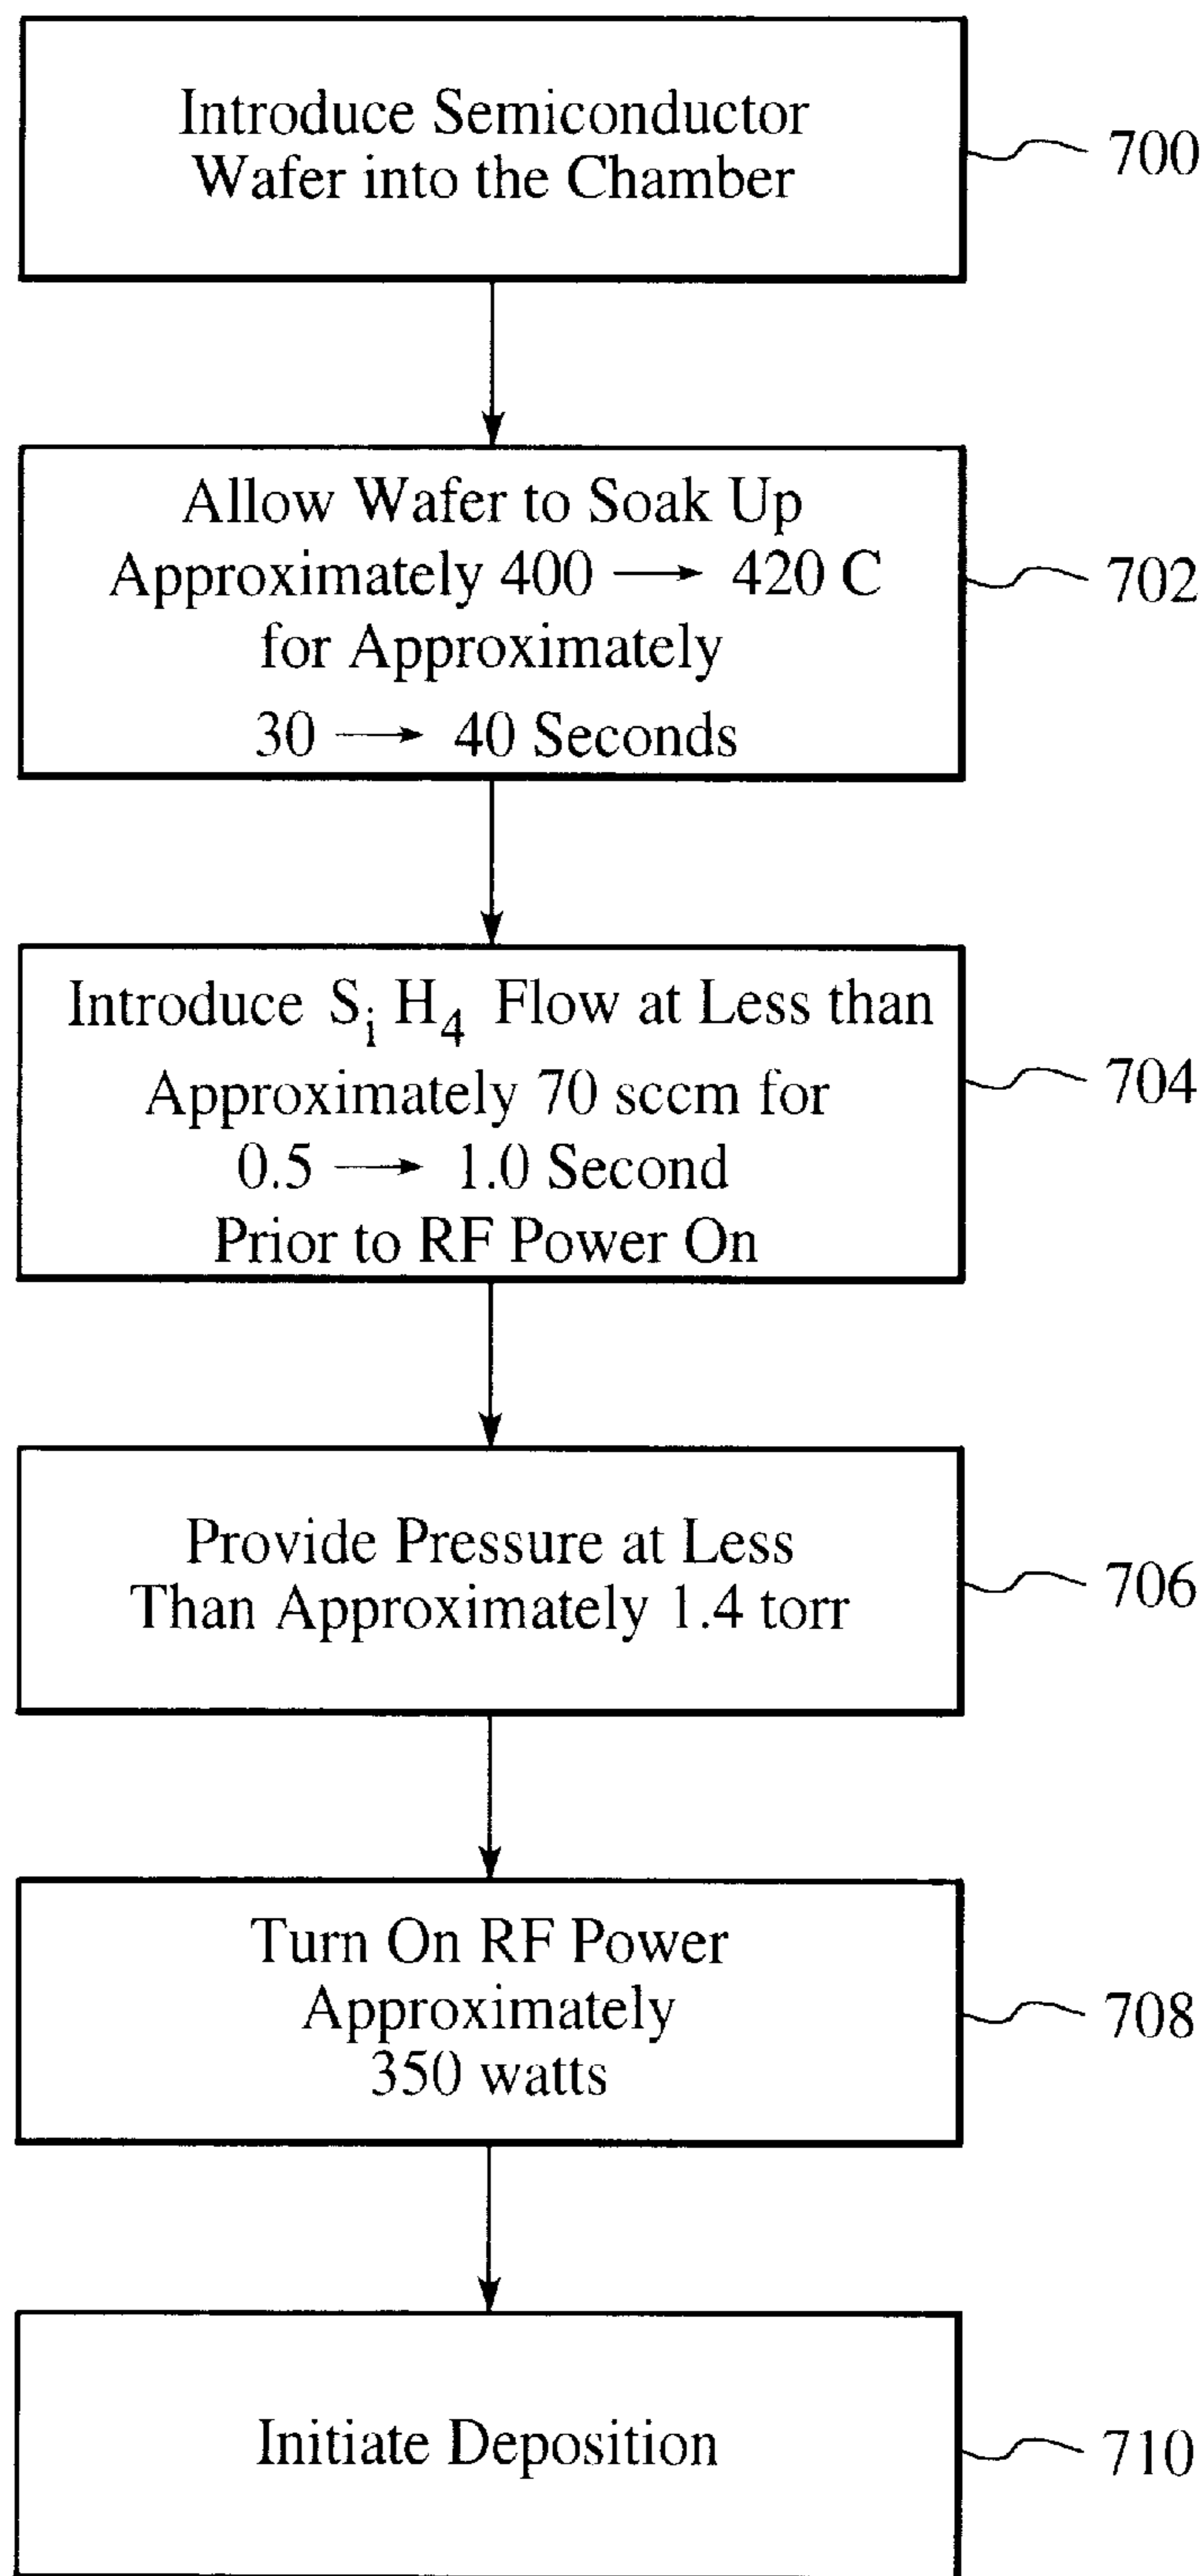 Introduce Semiconductor
Wafer into the Chamber
700
Allow Wafer to Soak Up
Approximately 400 → 420 C
for Approximately
30 → 40 Seconds
702
Introduce SiH4 Flow at Less than
Approximately 70 sccm for
0.5 → 1.0 Second
Prior to RF Power On
704
Provide Pressure at Less
Than Approximately 1.4 torr
706
Turn On RF Power
Approximately
350 watts
708
Initiate Deposition
710